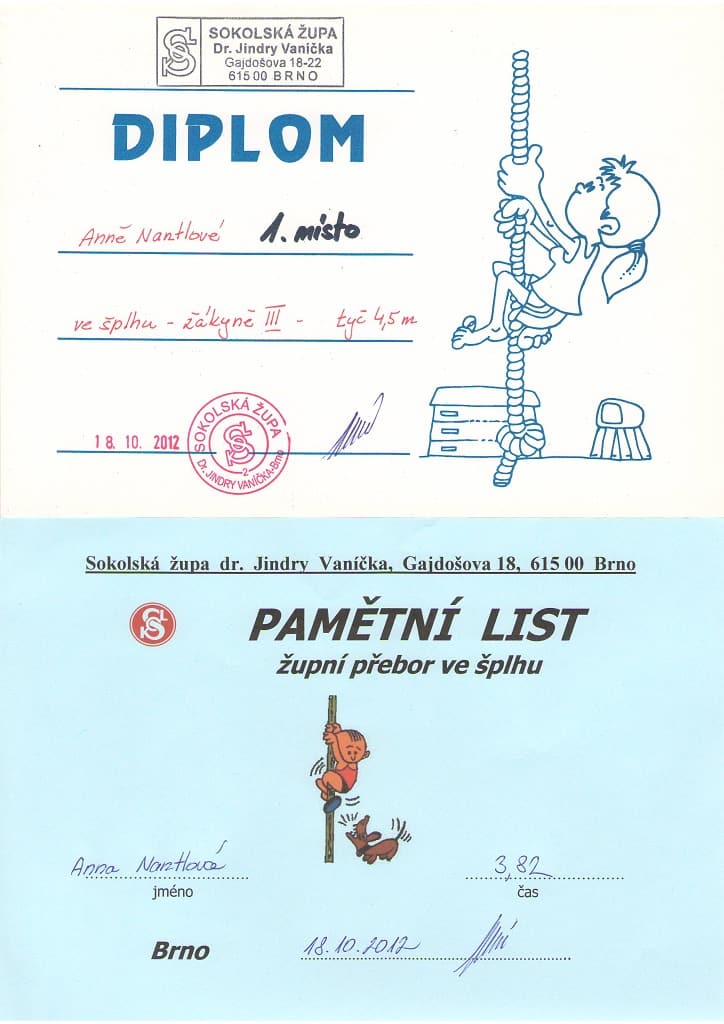 SOKOLSKÁ ŽUPA
Dr. Jindry Vaníčka
Gajdošova 18-22
615 00 BRNO
DIPLOM
Anně Nantlové 1. místo
ve šplhu - žákyně III - tyč 4,5 m
18. 10. 2012
SOKOLSKÁ ŽUPA
Dr. JINDRY VANÍČKA-Brno
2
Sokolská župa dr. Jindry Vaníčka, Gajdošova 18, 615 00 Brno
PAMĚTNÍ LIST
župní přebor ve šplhu
Anna Nantlová 3,82
jméno čas
Brno 18.10.2012